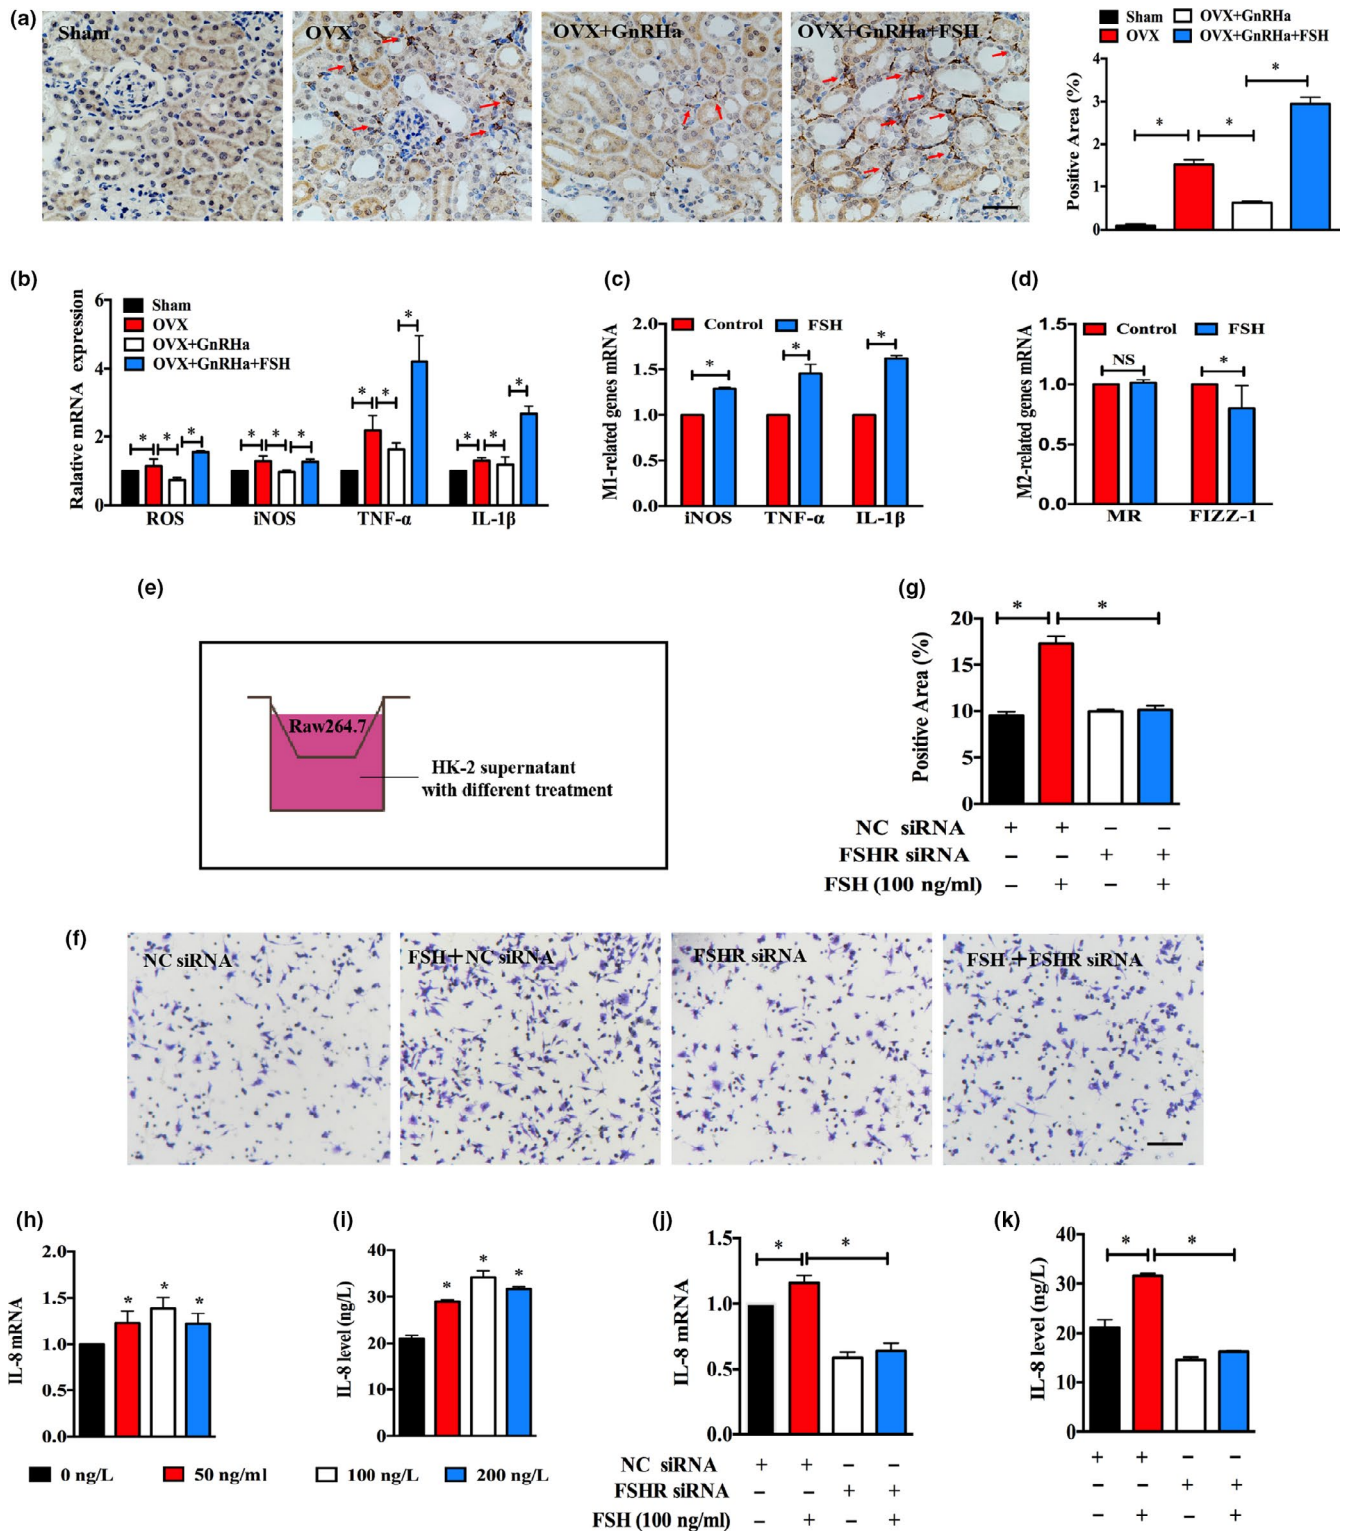 (a)
Sham
OVX
OVX+GnRHa
OVX+GnRHa+FSH
Sham
OVX+GnRHa
OVX
OVX+GnRHa+FSH
Positive Area (%)
4
3
2
1
0
*
*
*
*
(b)
Ralative mRNA expression
6
4
2
0
Sham
OVX
OVX+GnRHa
OVX+GnRHa+FSH
* * *
* * *
* * *
* * *
ROS
iNOS
TNF-α
IL-1β
(c)
M1-related genes mRNA
2.0
1.5
1.0
0.5
0.0
Control
FSH
*
*
*
iNOS
TNF-α
IL-1β
(d)
M2-related genes mRNA
1.5
1.0
0.5
0.0
Control
FSH
NS
*
MR
FIZZ-1
(e)
Raw264.7
HK-2 supernatant
with different treatment
(g)
Positive Area (%)
20
15
10
5
0
*
*
NC siRNA + + − −
FSHR siRNA − − + +
FSH (100 ng/ml) − + − +
(f)
NC siRNA
FSH+NC siRNA
FSHR siRNA
FSH +FSHR siRNA
(h)
IL-8 mRNA
2.0
1.5
1.0
0.5
0.0
* * *
(i)
IL-8 level (ng/L)
40
30
20
10
0
* * *
0 ng/L
50 ng/ml
100 ng/L
200 ng/L
(j)
IL-8 mRNA
1.5
1.0
0.5
0.0
*
*
NC siRNA + + − −
FSHR siRNA − − + +
FSH (100 ng/ml) − + − +
(k)
IL-8 level (ng/L)
40
30
20
10
0
*
*
+ + − −
− − + +
− + − +